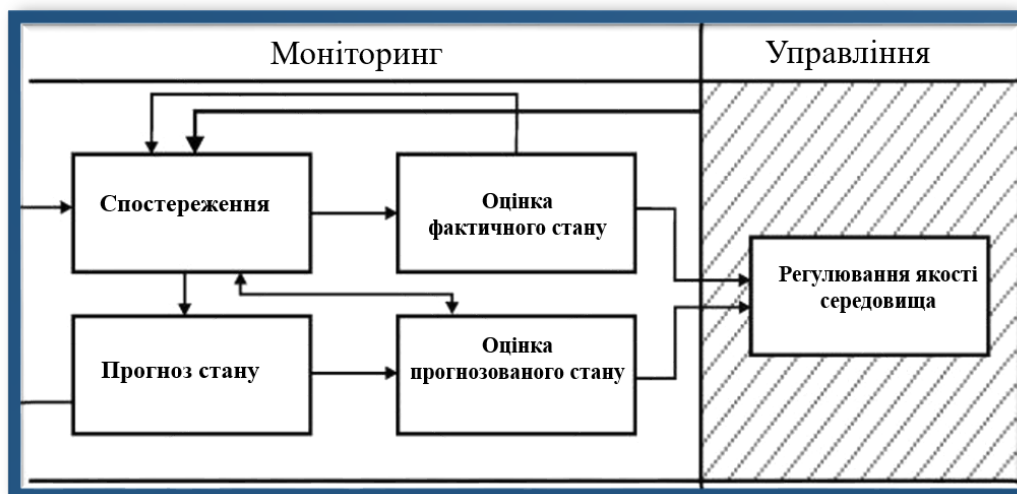 Моніторинг
Управління
Спостереження
Оцінка
фактичного стану
Регулювання якості
середовища
Прогноз стану
Оцінка
прогнозованого стану